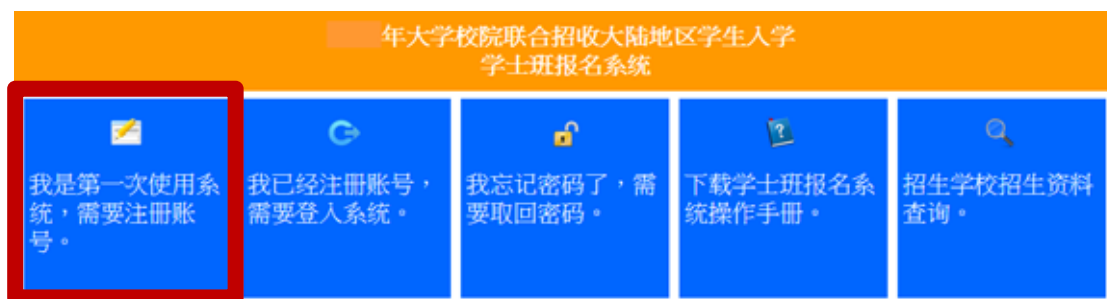 年大学校院联合招收大陆地区学生入学
学士班报名系统
我是第一次使用系
统，需要注册账
号。
我已经注册账号，
需要登入系统。
我忘记密码了，需
要取回密码。
下载学士班报名系
统操作手册。
招生学校招生资料
查询。